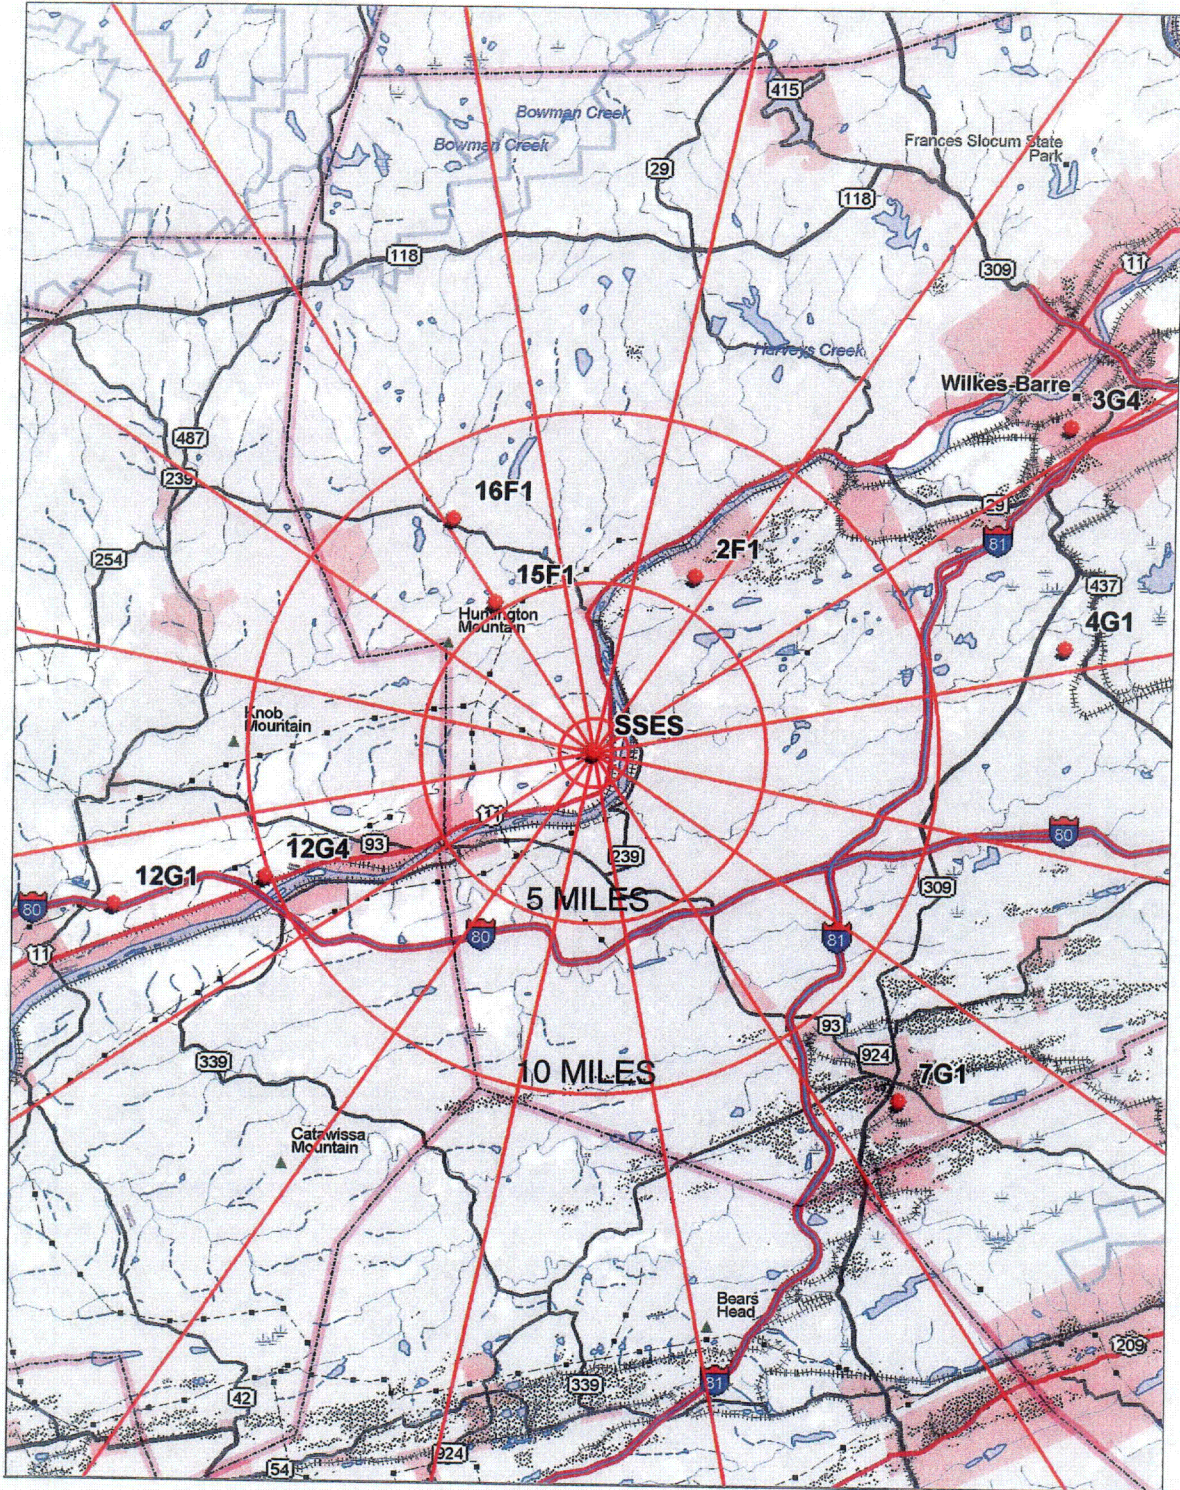 415
Bowman Creek
Bowman Creek
Frances Slocum State
Park
29
118
118
309
11
Harveys Creek
Wilkes-Barre
3G4
487
239
16F1
29
81
2F1
254
15F1
437
Huntington
Mountain
4G1
Knob
Mountain
SSES
11
80
12G4
93
239
12G1
309
5 MILES
80
80
81
11
93
924
339
10 MILES
7G1
Catawissa
Mountain
Bears
Head
209
81
339
42
924
54